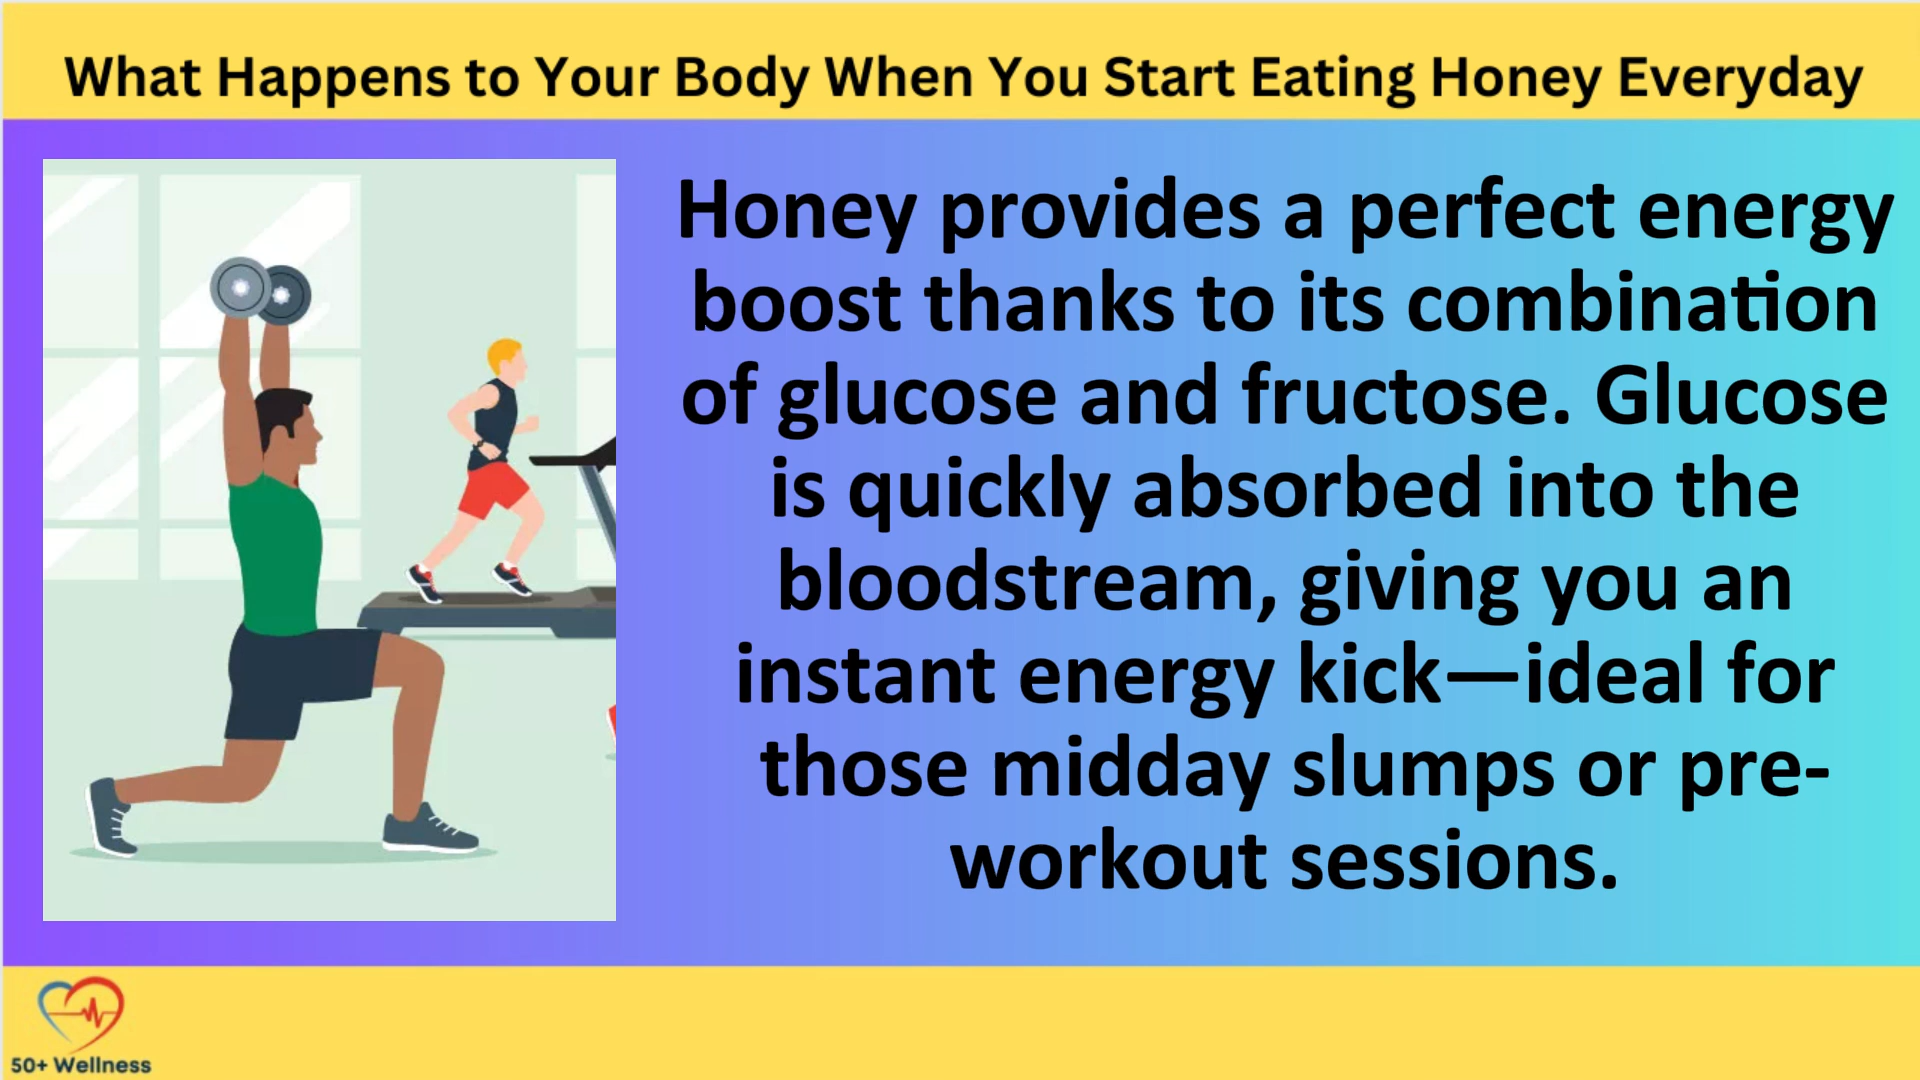 What Happens to Your Body When You Start Eating Honey Everyday
Honey provides a perfect energy
boost thanks to its combination
of glucose and fructose. Glucose
is quickly absorbed into the
bloodstream, giving you an
instant energy kick—ideal for
those midday slumps or pre-
workout sessions.
50+ Wellness